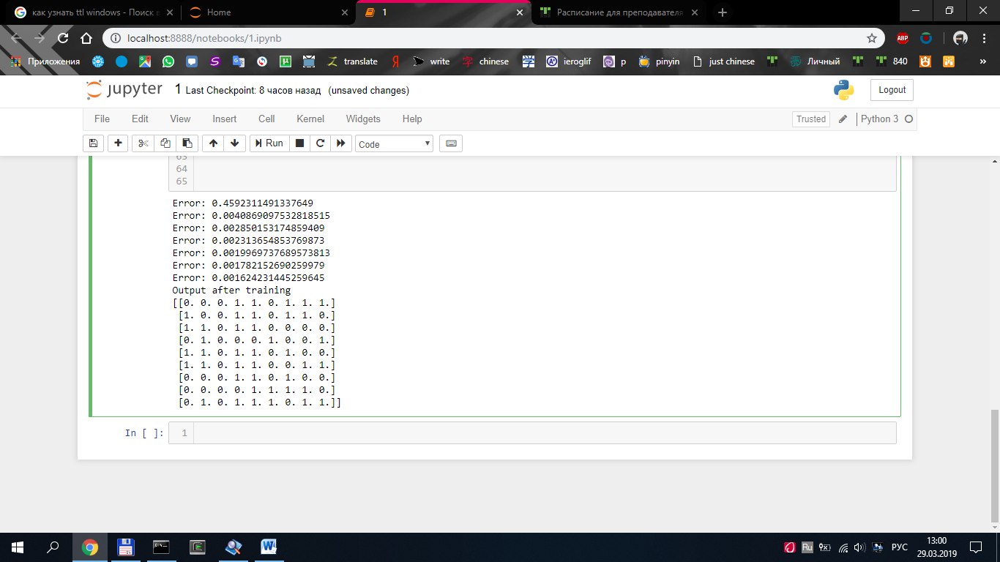 как узнать ttl windows - Поиск в
Home
1
Расписание для преподавателя
localhost:8888/notebooks/1.ipynb
ABP
Приложения
translate
write
chinese
ieroglif
p
pinyin
just chinese
Личный
840
»
jupyter 1 Last Checkpoint: 8 часов назад (unsaved changes)
Logout
File Edit View Insert Cell Kernel Widgets Help
Trusted
Python 3
Run
Code
63
64
65
Error: 0.4592311491337649
Error: 0.0040869097532818515
Error: 0.002850153174859409
Error: 0.002313654853769873
Error: 0.0019969737689573813
Error: 0.001782152690259979
Error: 0.001624231445259645
Output after training
[[0. 0. 0. 1. 1. 0. 1. 1. 1.]
[1. 0. 0. 1. 1. 0. 1. 1. 0.]
[1. 1. 0. 1. 1. 0. 0. 0. 0.]
[0. 1. 0. 0. 0. 1. 0. 0. 1.]
[1. 1. 0. 1. 1. 0. 1. 0. 0.]
[1. 1. 0. 1. 1. 0. 0. 1. 1.]
[0. 0. 0. 1. 1. 0. 1. 0. 0.]
[0. 0. 0. 0. 1. 1. 1. 1. 0.]
[0. 1. 0. 1. 1. 1. 0. 1. 1.]]
In [ ]: 1
Ru
РУС
13:00
29.03.2019